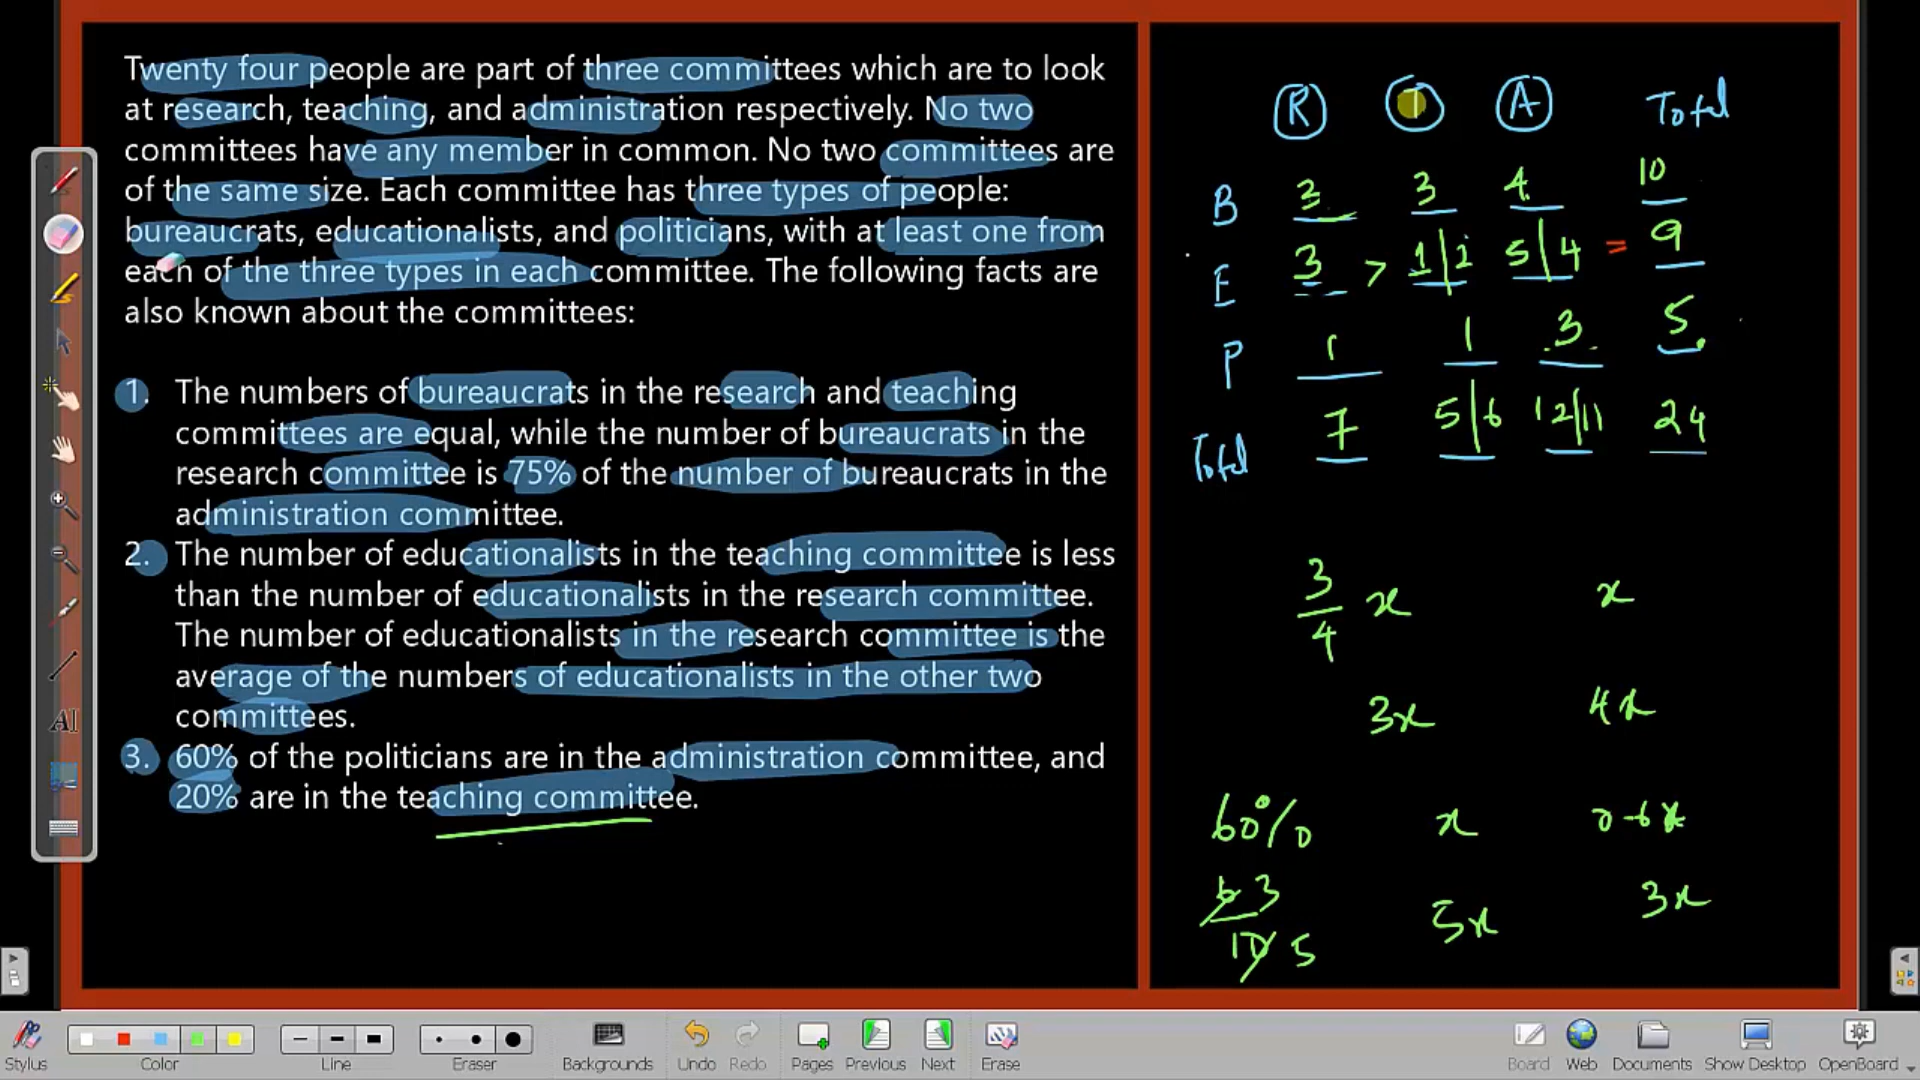 Twenty four people are part of three committees which are to look
at research, teaching, and administration respectively. No two
committees have any member in common. No two committees are
of the same size. Each committee has three types of people:
bureaucrats, educationalists, and politicians, with at least one from
each of the three types in each committee. The following facts are
also known about the committees:
1. The numbers of bureaucrats in the research and teaching
committees are equal, while the number of bureaucrats in the
research committee is 75% of the number of bureaucrats in the
administration committee.
2. The number of educationalists in the teaching committee is less
than the number of educationalists in the research committee.
The number of educationalists in the research committee is the
average of the numbers of educationalists in the other two
committees.
3. 60% of the politicians are in the administration committee, and
20% are in the teaching committee.
R T A Total
B 3 3 4 10
E 3 > 1|2 5|4 = 9
P 1 1 3 5
Total 7 5|6 12|11 24
3/4 x x
3x 4x
60% x 0.6x
6 3
10 5 5x 3x
AI
Stylus
Color
Line
Eraser
Backgrounds
Undo
Redo
Pages
Previous
Next
Erase
Board
Web
Documents
Show Desktop
OpenBoard